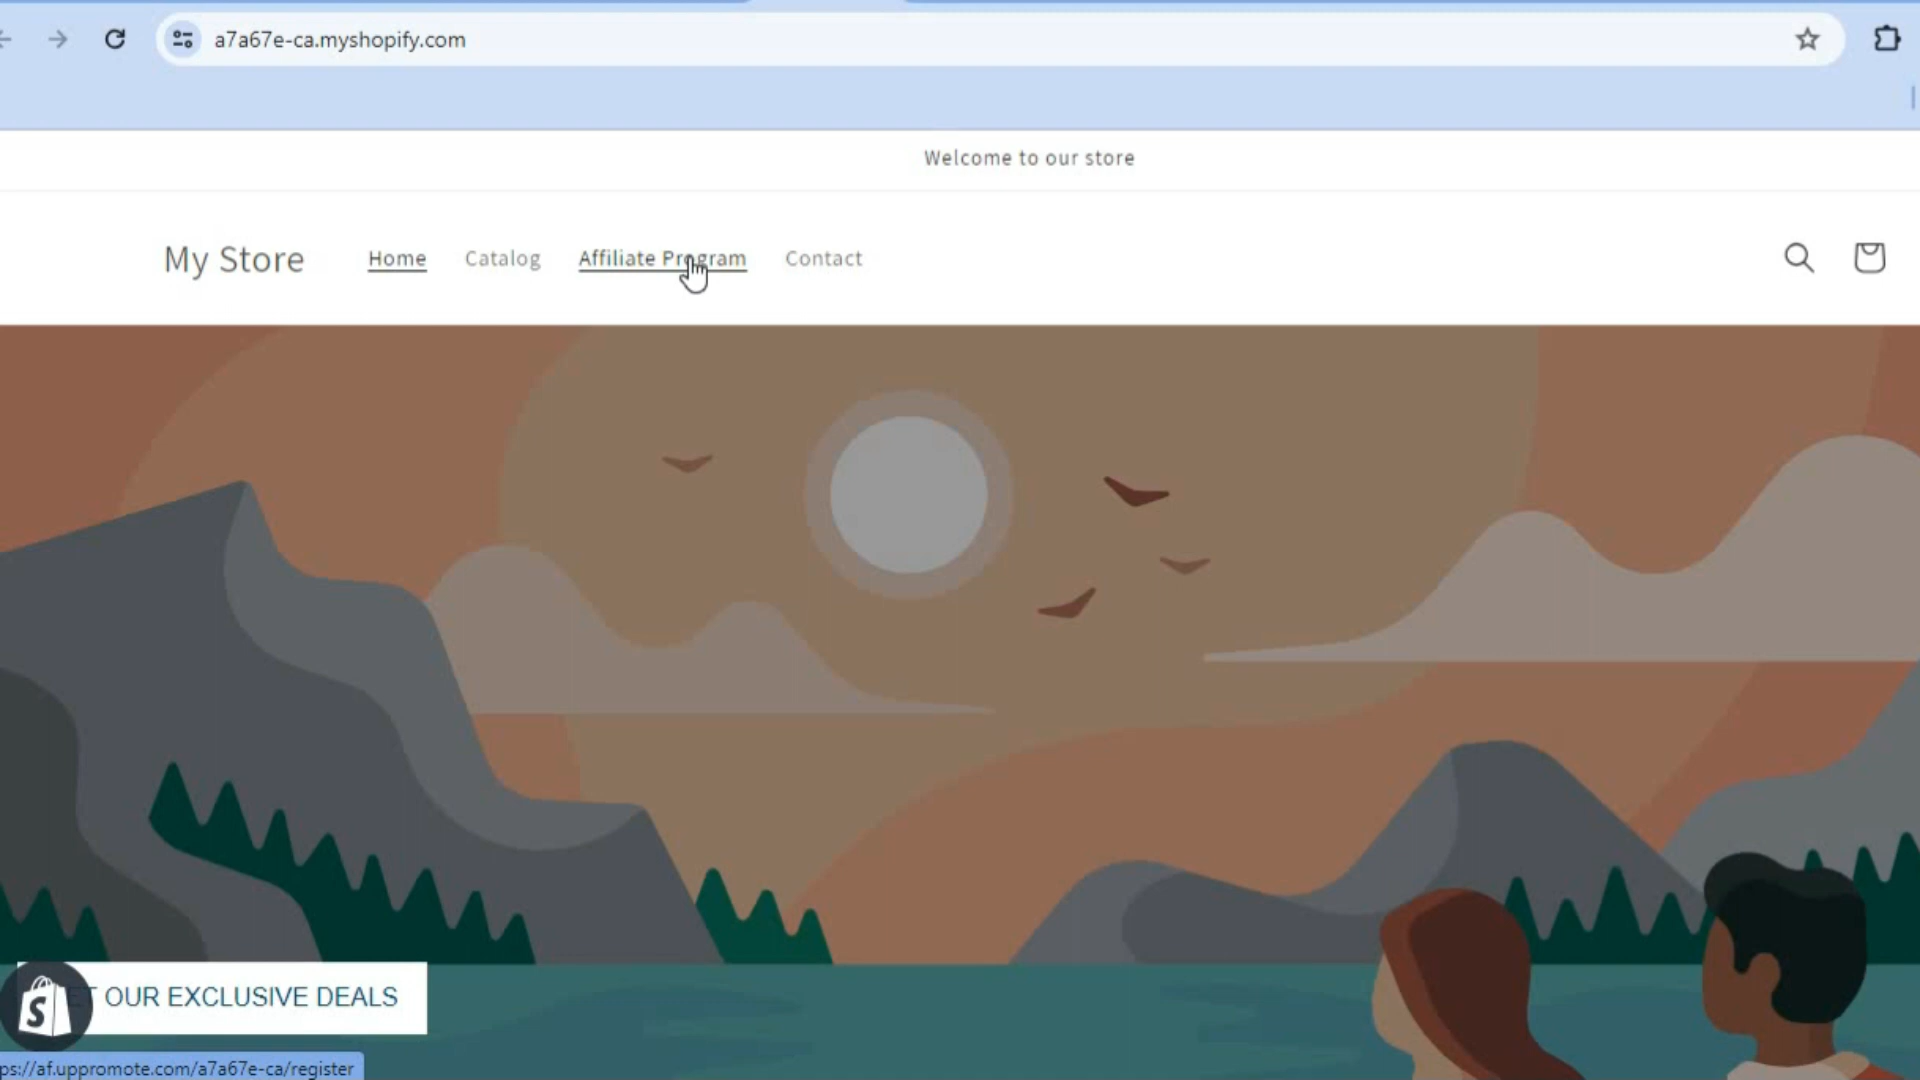 a7a67e-ca.myshopify.com
Welcome to our store
My Store
Home
Catalog
Affiliate Program
Contact
OUR EXCLUSIVE DEALS
ps://af.uppromote.com/a7a67e-ca/register